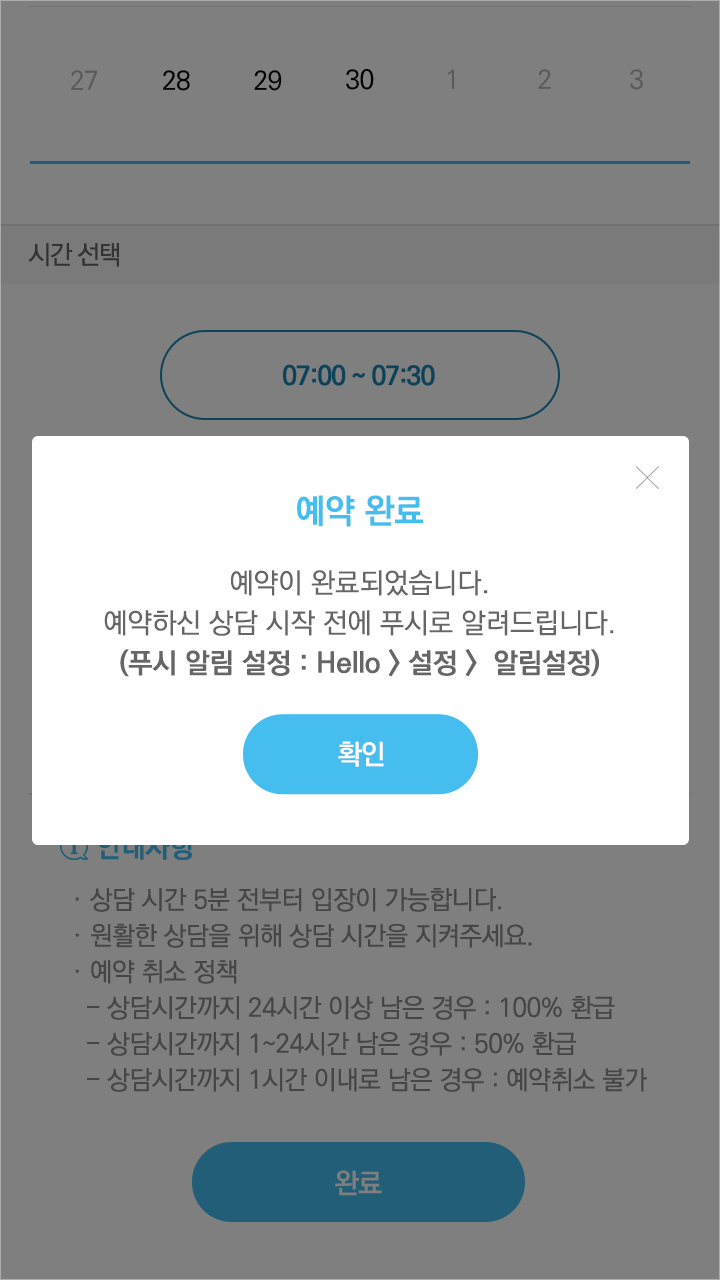 27 28 29 30 1 2 3
시간 선택
07:00 ~ 07:30
예약 완료
예약이 완료되었습니다.
예약하신 상담 시작 전에 푸시로 알려드립니다.
(푸시 알림 설정 : Hello > 설정 > 알림설정)
확인
안내사항
· 상담 시간 5분 전부터 입장이 가능합니다.
· 원활한 상담을 위해 상담 시간을 지켜주세요.
· 예약 취소 정책
– 상담시간까지 24시간 이상 남은 경우 : 100% 환급
– 상담시간까지 1~24시간 남은 경우 : 50% 환급
– 상담시간까지 1시간 이내로 남은 경우 : 예약취소 불가
완료